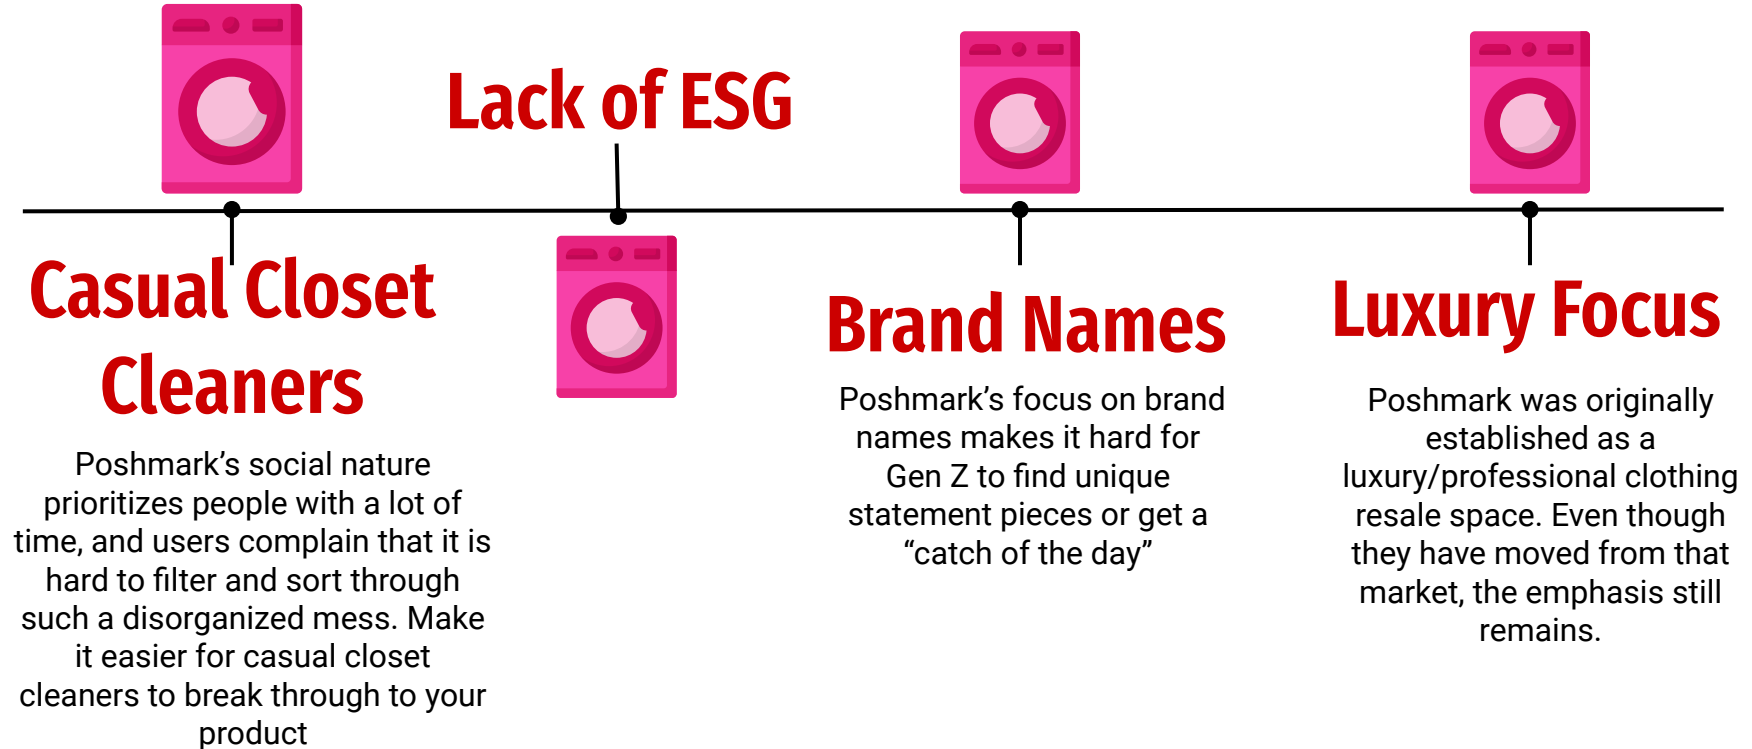 Lack of ESG
Casual Closet
Cleaners
Poshmark’s social nature
prioritizes people with a lot of
time, and users complain that it is
hard to filter and sort through
such a disorganized mess. Make
it easier for casual closet
cleaners to break through to your
product
Brand Names
Poshmark’s focus on brand
names makes it hard for
Gen Z to find unique
statement pieces or get a
“catch of the day”
Luxury Focus
Poshmark was originally
established as a
luxury/professional clothing
resale space. Even though
they have moved from that
market, the emphasis still
remains.